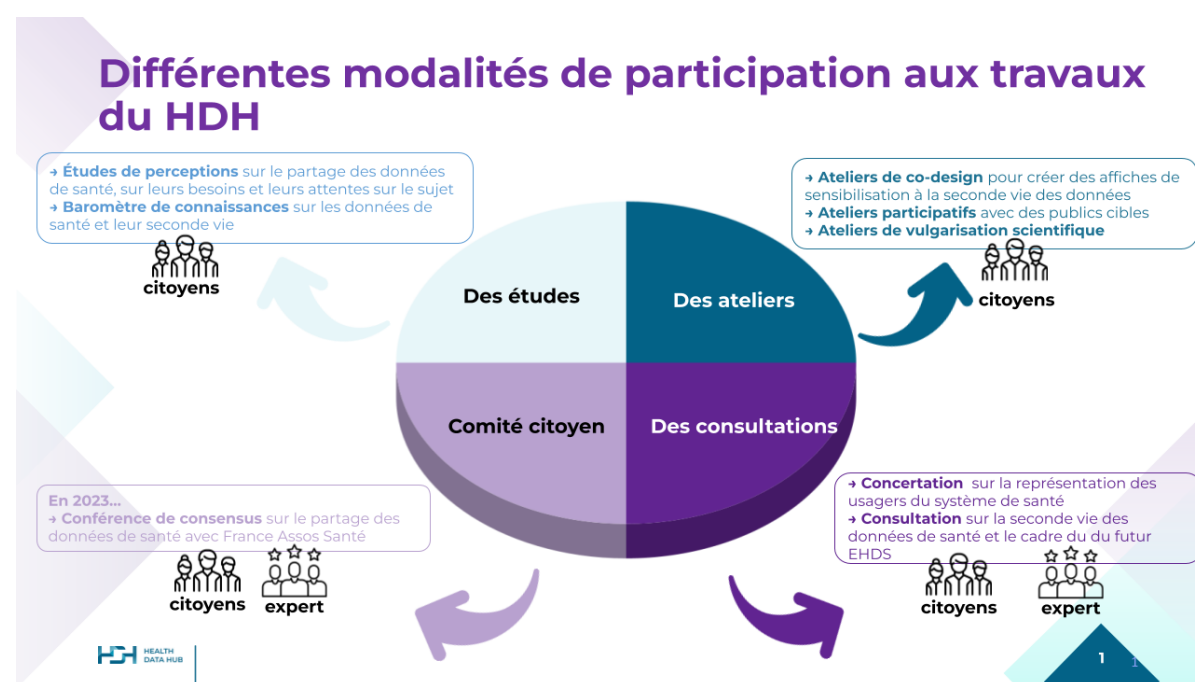 Différentes modalités de participation aux travaux
du HDH
→ Études de perceptions sur le partage des données
de santé, sur leurs besoins et leurs attentes sur le sujet
→ Baromètre de connaissances sur les données de
santé et leur seconde vie
citoyens
→ Ateliers de co-design pour créer des affiches de
sensibilisation à la seconde vie des données
→ Ateliers participatifs avec des publics cibles
→ Ateliers de vulgarisation scientifique
citoyens
Des études
Des ateliers
Comité citoyen
Des consultations
En 2023...
→ Conférence de consensus sur le partage des
données de santé avec France Assos Santé
citoyens
expert
→ Concertation sur la représentation des
usagers du système de santé
→ Consultation sur la seconde vie des
données de santé et le cadre du du futur
EHDS
citoyens
expert
HDH
HEALTH
DATA HUB
1
1